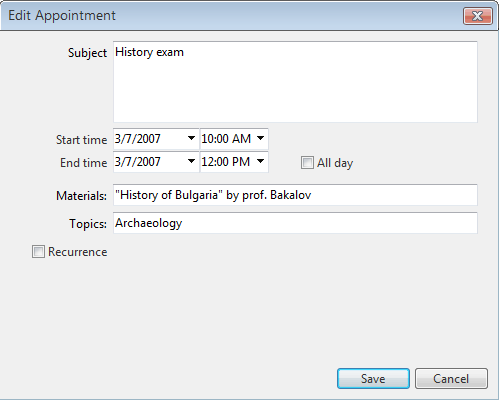 Edit Appointment
Subject History exam
Start time 3/7/2007 10:00 AM
End time 3/7/2007 12:00 PM All day
Materials: "History of Bulgaria" by prof. Bakalov
Topics: Archaeology
Recurrence
Save Cancel